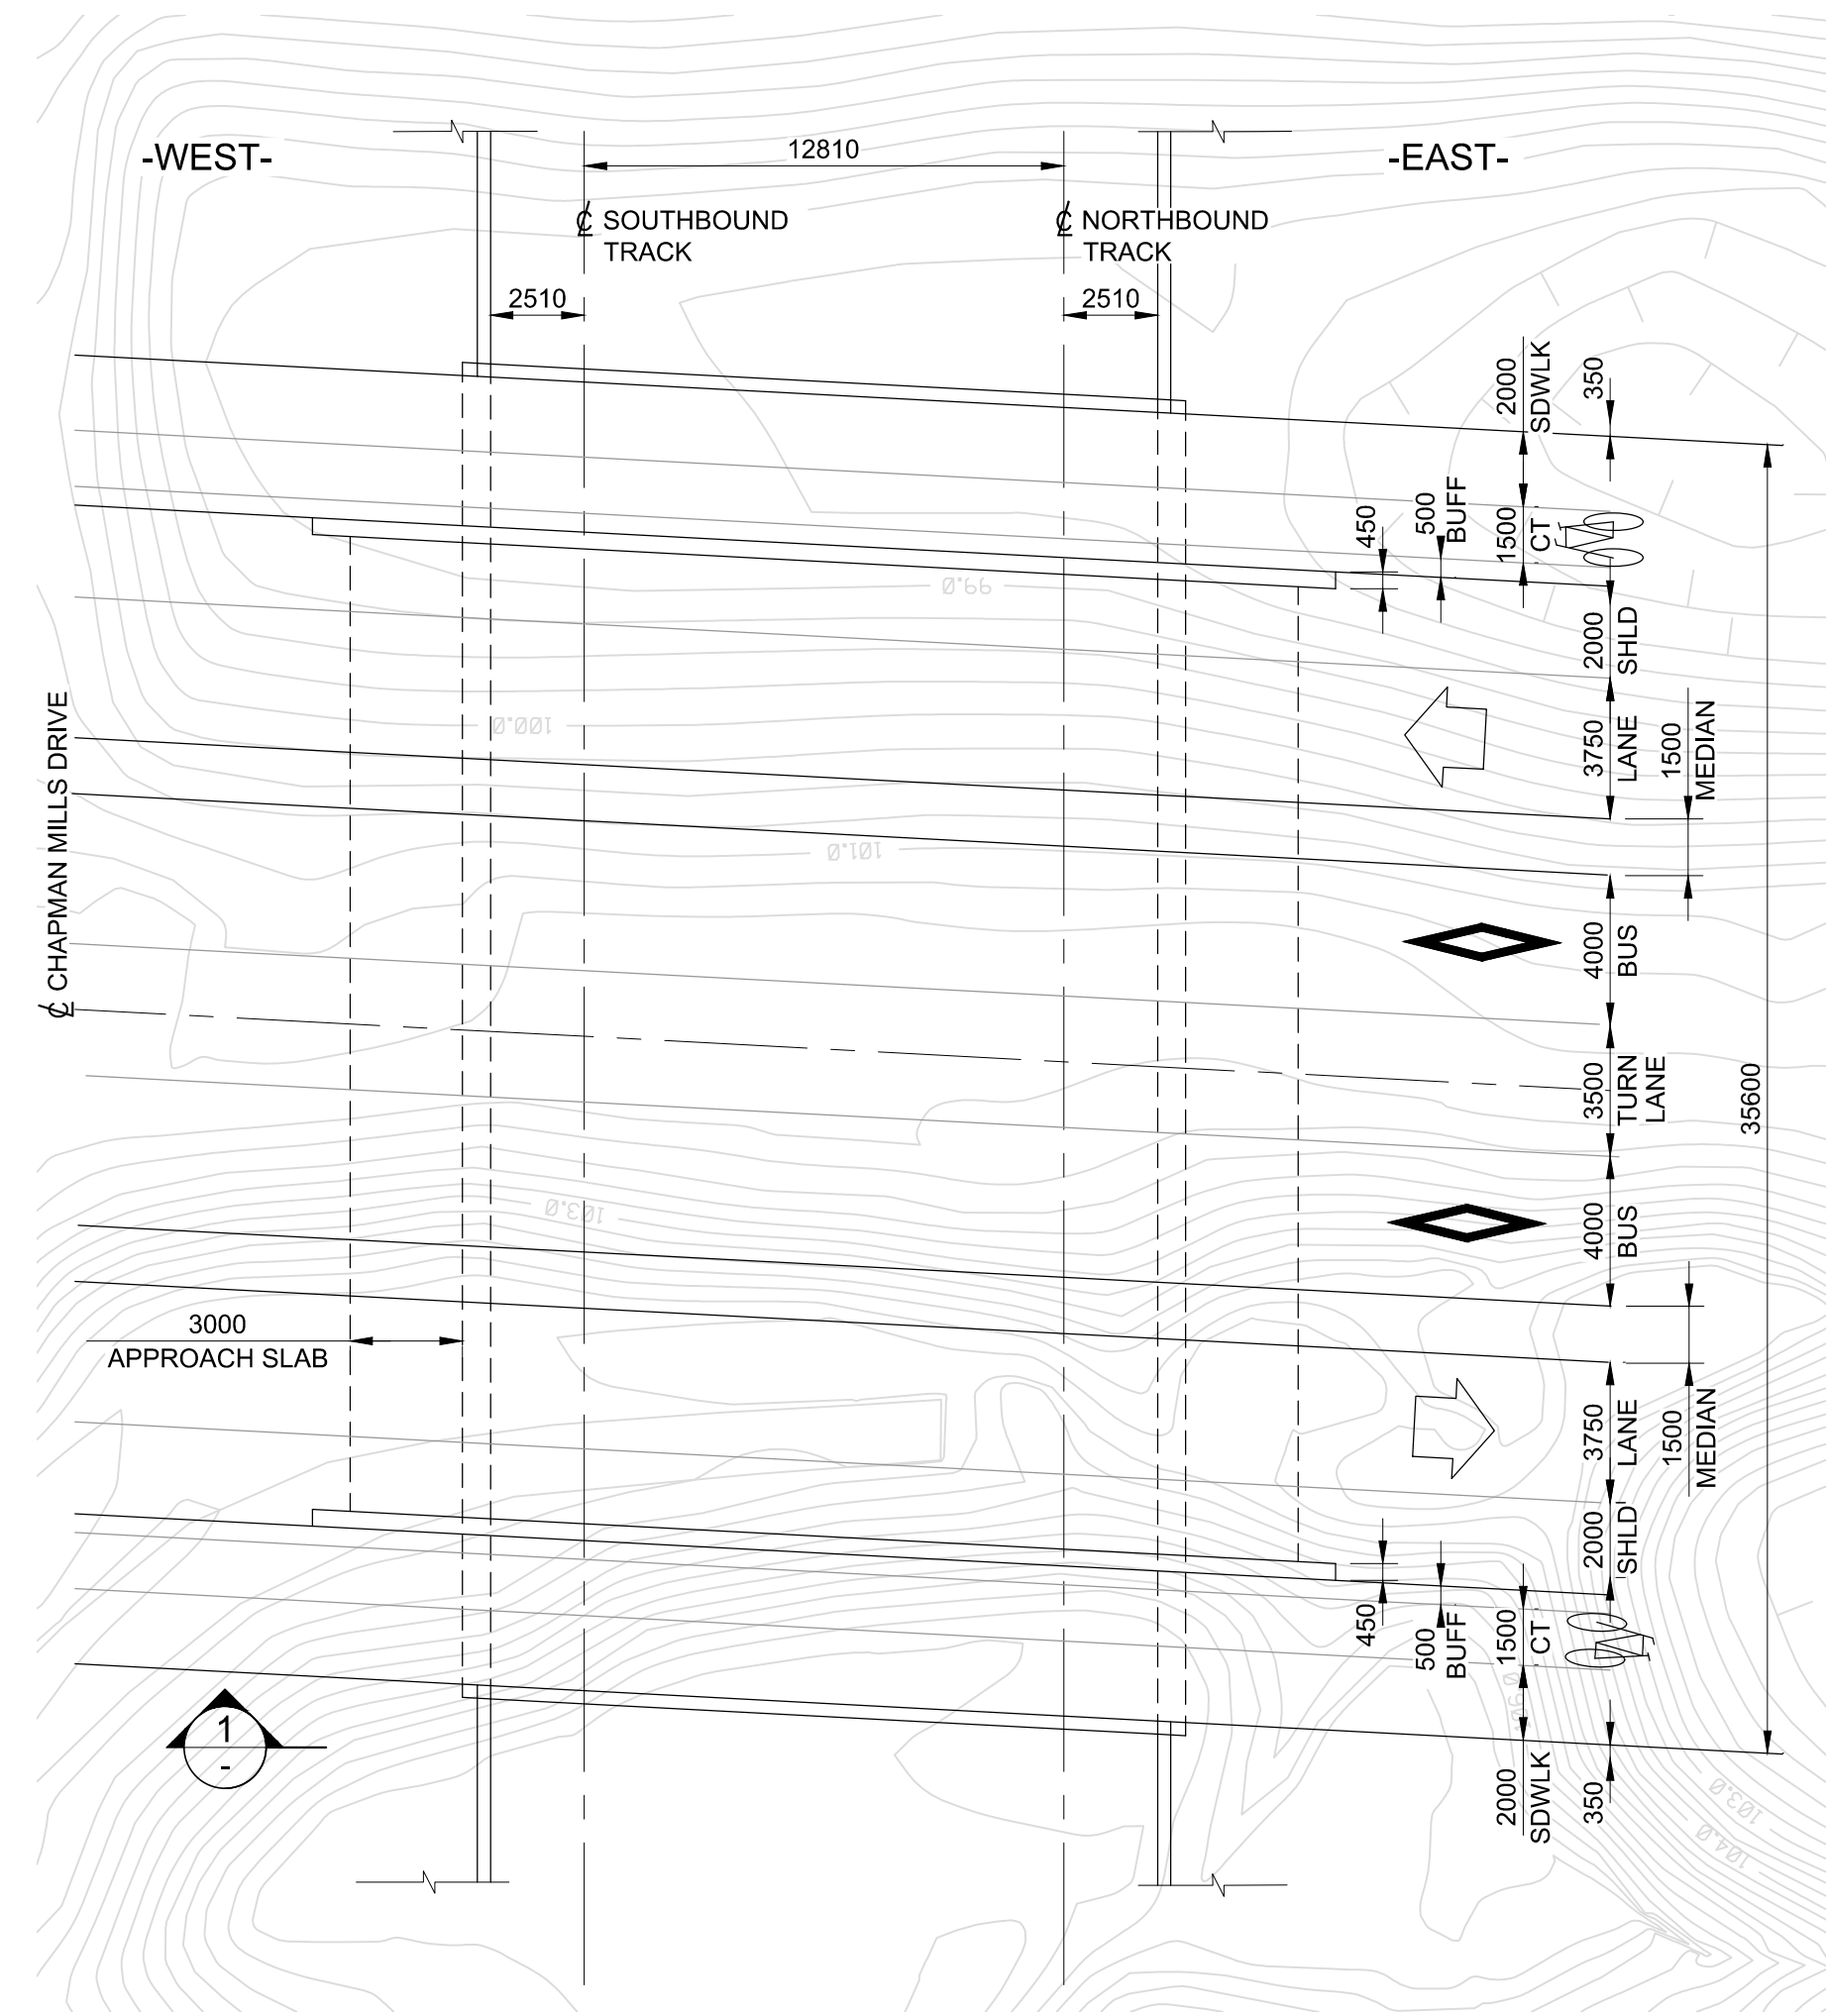 -WEST-
12810
-EAST-
℄ SOUTHBOUND
TRACK
℄ NORTHBOUND
TRACK
2510
2510
2000
SDWLK
350
450
500
BUFF
1500
CT
99.0
2000
SHLD
3750
LANE
1500
MEDIAN
100.0
℄ CHAPMAN MILLS DRIVE
101.0
4000
BUS
3500
TURN
LANE
35600
103.0
4000
BUS
3000
APPROACH SLAB
3750
LANE
1500
MEDIAN
2000
SHLD
450
500
BUFF
1500
CT
2000
SDWLK
350
1
-
103.0
104.0